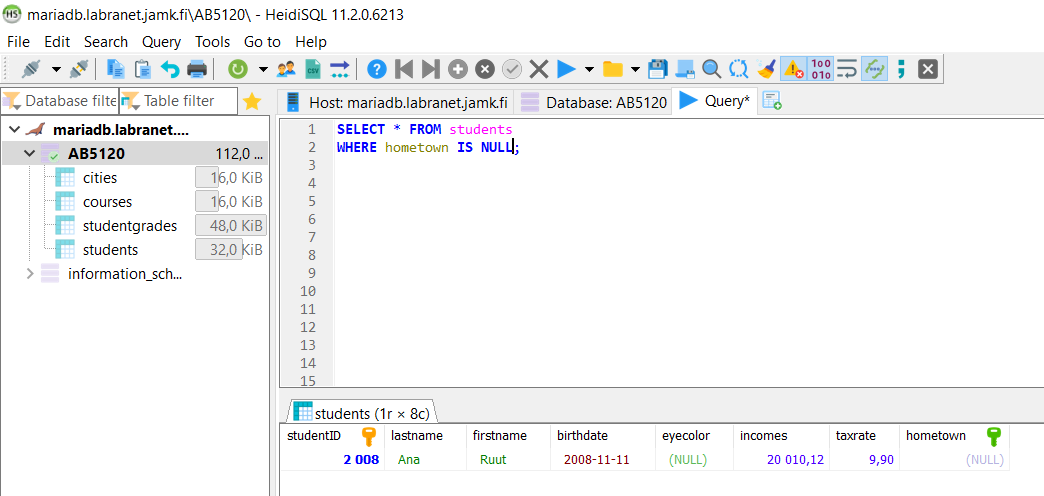 HS mariadb.labranet.jamk.fi\AB5120\ - HeidiSQL 11.2.0.6213
File Edit Search Query Tools Go to Help
CSV ? 100 010 ;
Database filte Table filter Host: mariadb.labranet.jamk.fi Database: AB5120 Query*
mariadb.labranet....
AB5120 112,0 ...
cities 16,0 KiB
courses 16,0 KiB
studentgrades 48,0 KiB
students 32,0 KiB
information_sch...
1 SELECT * FROM students
2 WHERE hometown IS NULL;
3
4
5
6
7
8
9
10
11
12
13
14
15
students (1r × 8c)
studentID lastname firstname birthdate eyecolor incomes taxrate hometown
2 008 Ana Ruut 2008-11-11 (NULL) 20 010,12 9,90 (NULL)